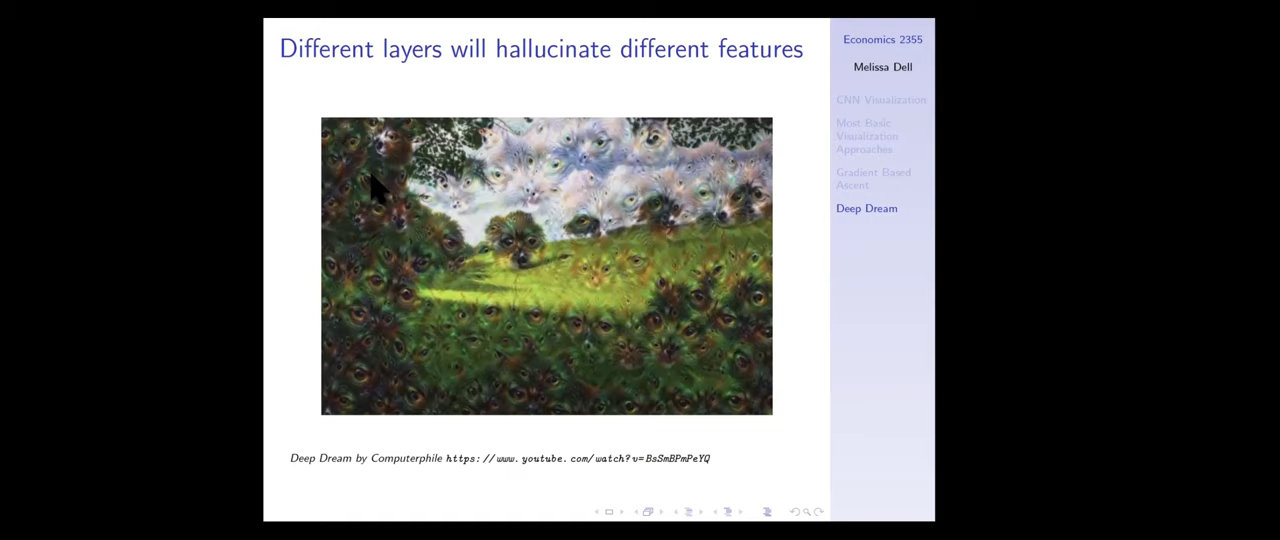 Different layers will hallucinate different features
Deep Dream by Computerphile https://www.youtube.com/watch?v=BsSmBPmPeYQ
Economics 2355
Melissa Dell
CNN Visualization
Most Basic
Visualization
Approaches
Gradient Based
Ascent
Deep Dream